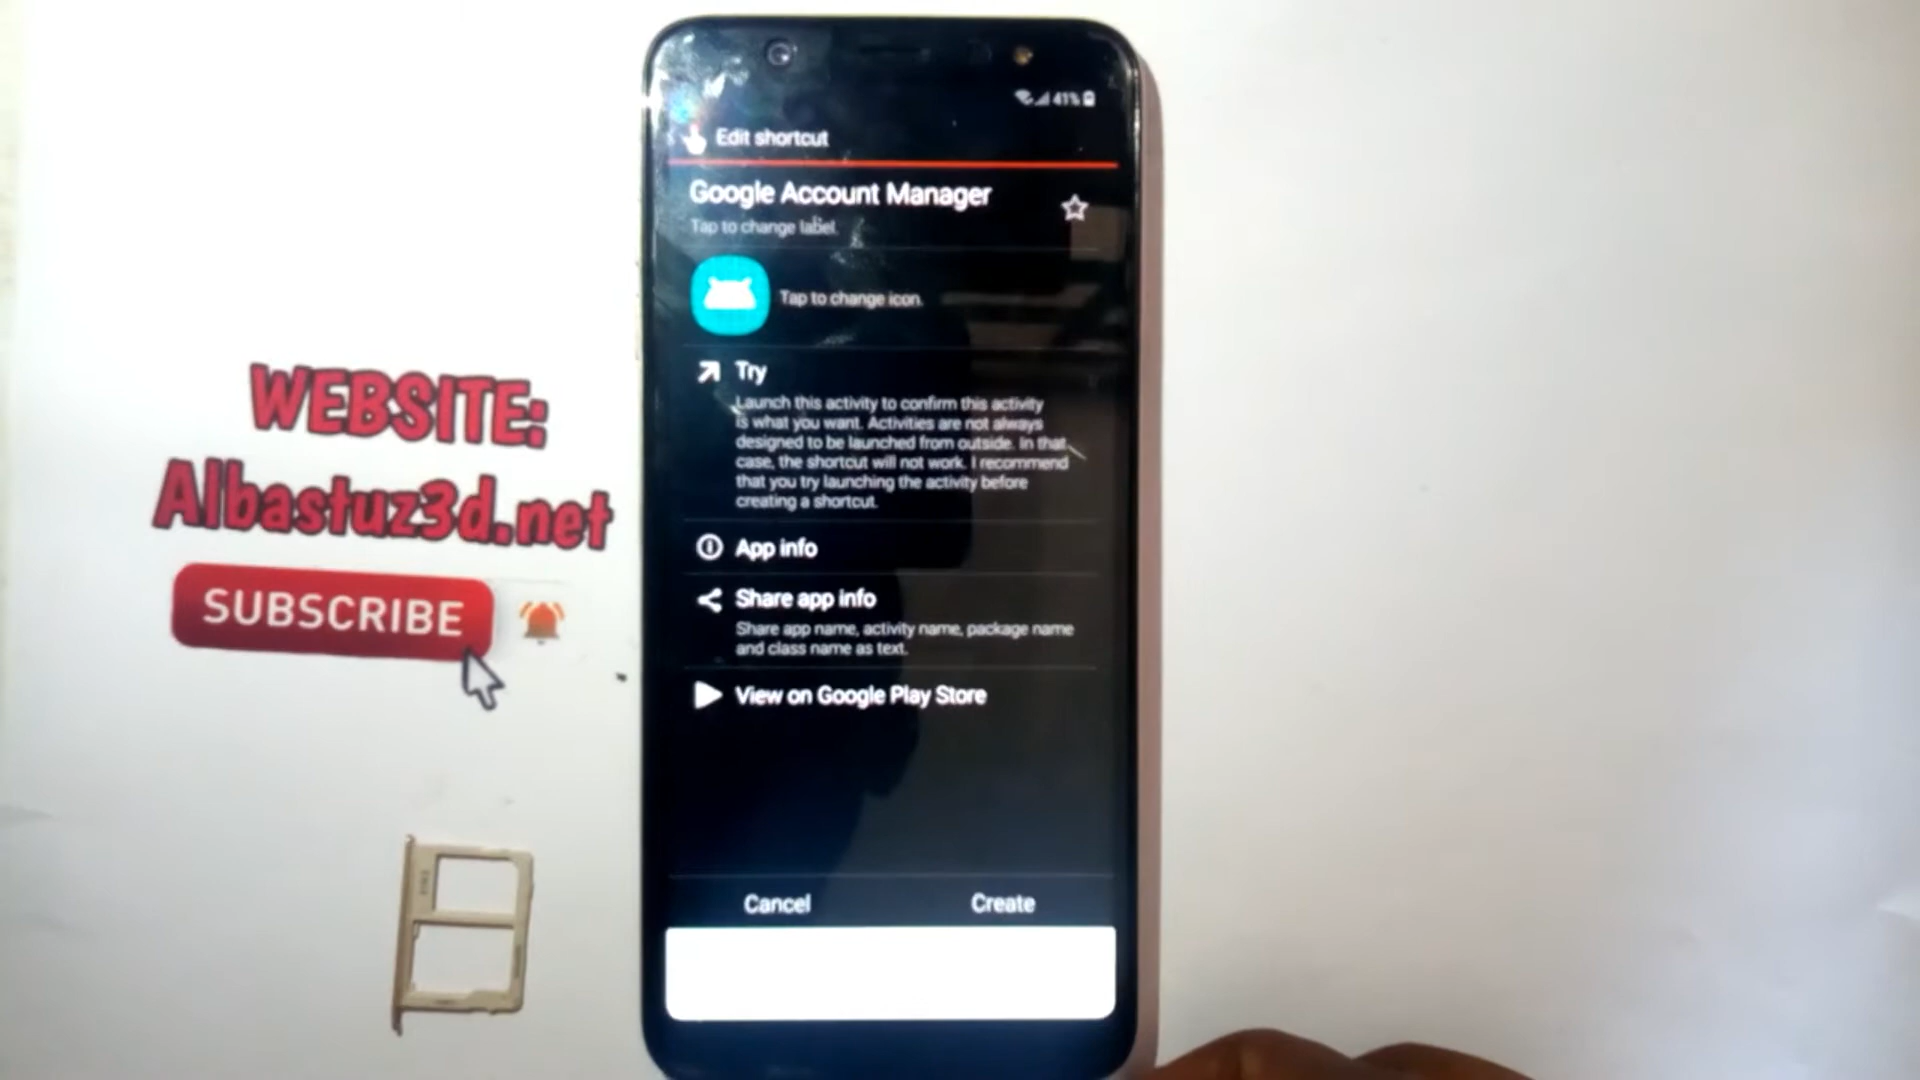 41%
Edit shortcut
Google Account Manager
Tap to change label.
Tap to change icon.
Try
Launch this activity to confirm this activity
is what you want. Activities are not always
designed to be launched from outside. In that
case, the shortcut will not work. I recommend
that you try launching the activity before
creating a shortcut.
App info
Share app info
Share app name, activity name, package name
and class name as text.
View on Google Play Store
Cancel
Create
WEBSITE:
Albastuz3d.net
SUBSCRIBE